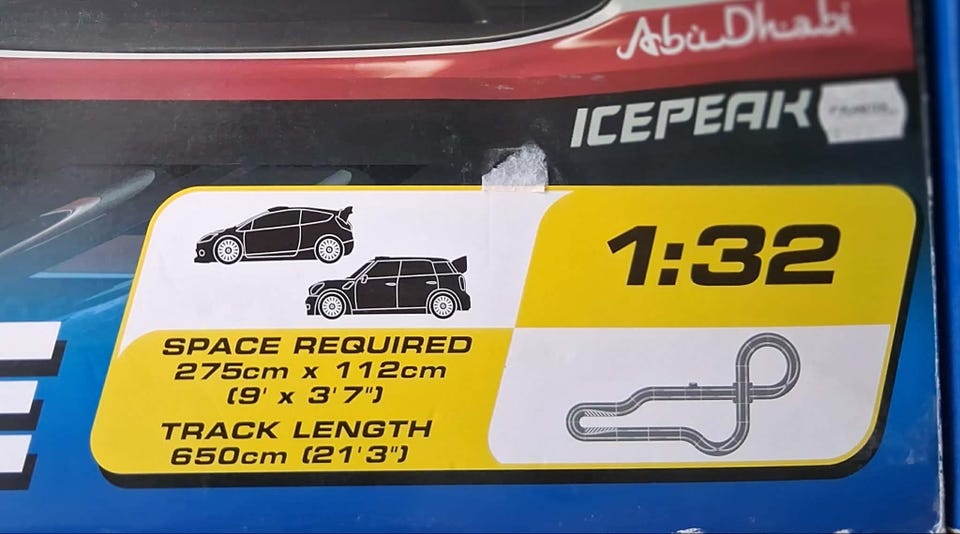 AbuDhabi
ICEPEAK
1:32
SPACE REQUIRED
275cm x 112cm
(9' x 3'7")
TRACK LENGTH
650cm (21'3")
E